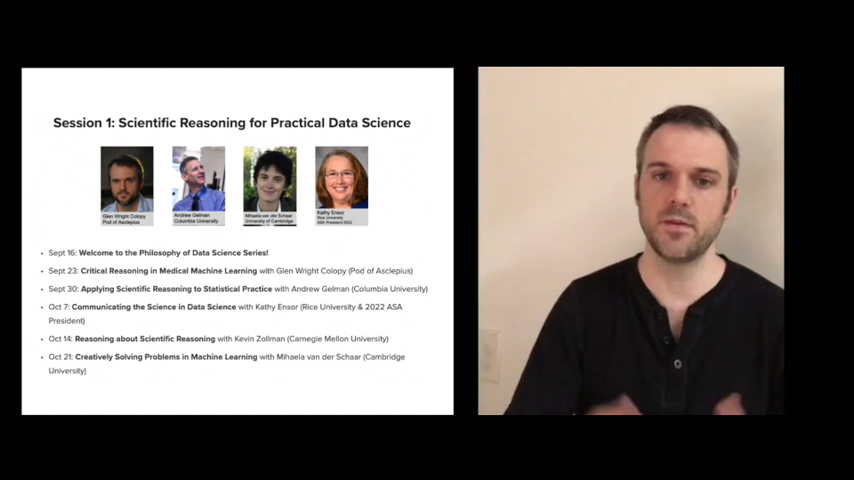 Session 1: Scientific Reasoning for Practical Data Science
Glen Wright Colopy
Pod of Asclepius
Andrew Gelman
Columbia University
Mihaela van der Schaar
University of Cambridge
Kathy Ensor
Rice University
ASA President 2022
• Sept 16: Welcome to the Philosophy of Data Science Series!
• Sept 23: Critical Reasoning in Medical Machine Learning with Glen Wright Colopy (Pod of Asclepius)
• Sept 30: Applying Scientific Reasoning to Statistical Practice with Andrew Gelman (Columbia University)
• Oct 7: Communicating the Science in Data Science with Kathy Ensor (Rice University & 2022 ASA
President)
• Oct 14: Reasoning about Scientific Reasoning with Kevin Zollman (Carnegie Mellon University)
• Oct 21: Creatively Solving Problems in Machine Learning with Mihaela van der Schaar (Cambridge
University)